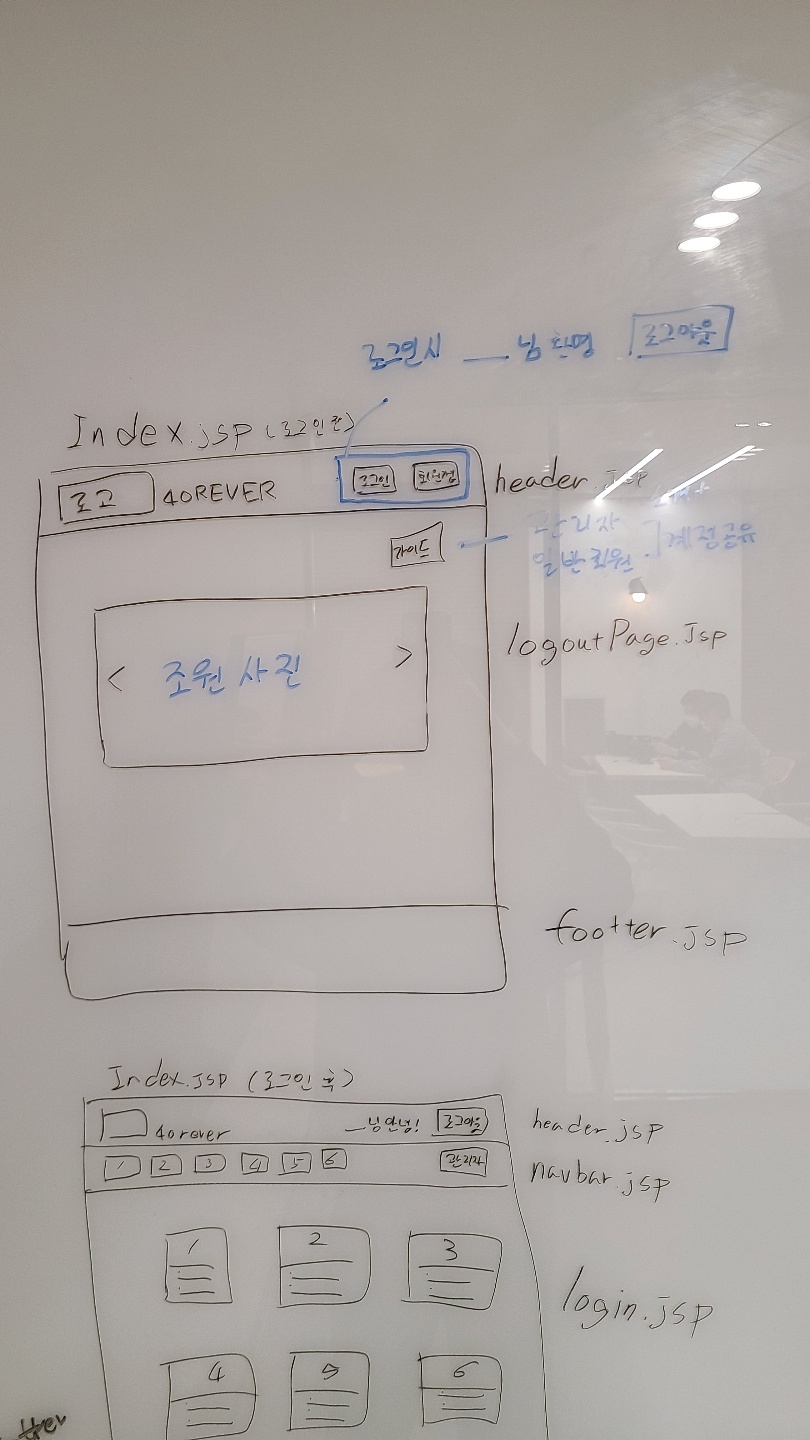 로그인시 ___님 환영 로그아웃
Index.jsp (로그인 전)
로고 4OREVER 로그인 회원정 header.jsp
가이드 관리자
일반회원 계정공유
logoutPage.Jsp
< 조원 사진 >
footter.jsp
Index.jsp (로그인 후)
4orever __님안녕! 로그아웃 header.jsp
1 2 3 4 5 6 관리자 navbar.jsp
1 2 3
login.jsp
4 5 6